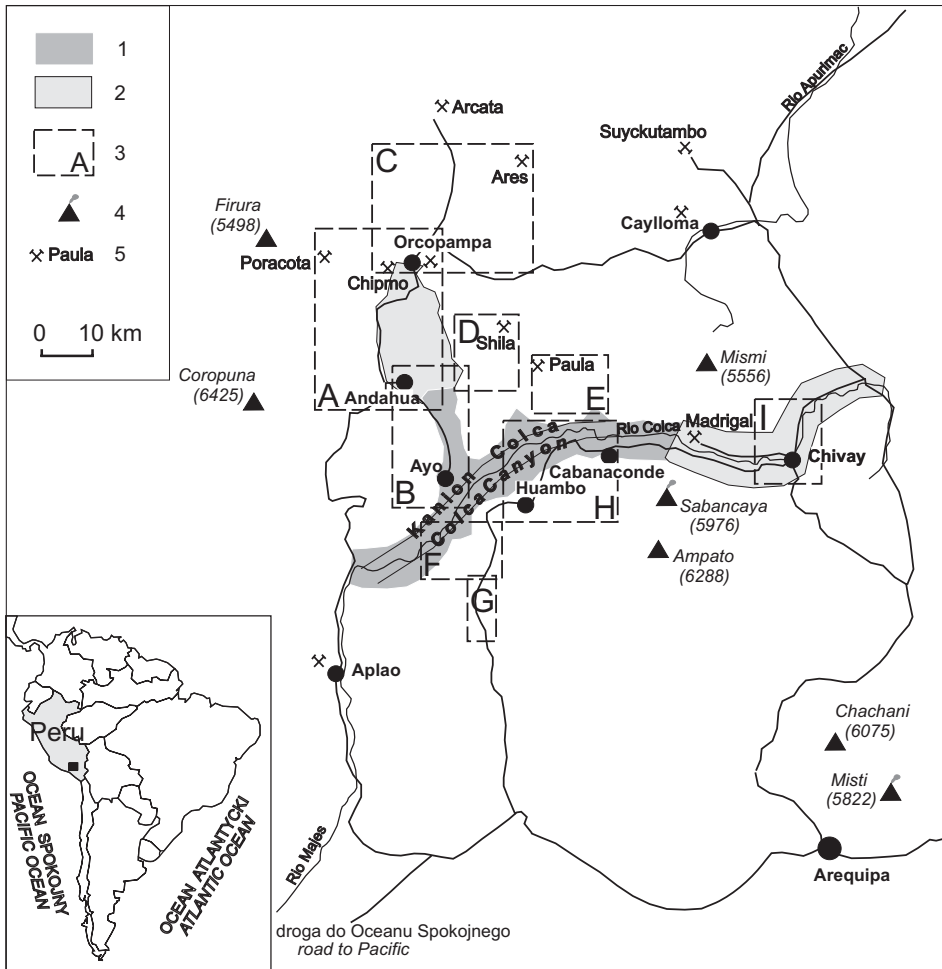 1
2
A
3
4
Paula
5
0 10 km
Rio Apurimac
Arcata
Suyckutambo
C
Ares
Firura
(5498)
Caylloma
Orcopampa
Poracota
Chipmo
D
Shila
Mismi
(5556)
Paula
Coropuna
(6425)
A
Andahua
E
I
Rio Colca
Madrigal
Kanion Colca
Colca Canyon
Chivay
Ayo
Cabanaconde
B
Huambo
H
Sabancaya
(5976)
Ampato
(6288)
F
G
Aplao
Peru
Chachani
(6075)
Misti
(5822)
OCEAN SPOKOJNY
PACIFIC OCEAN
OCEAN ATLANTYCKI
ATLANTIC OCEAN
Rio Majes
Arequipa
droga do Oceanu Spokojnego
road to Pacific